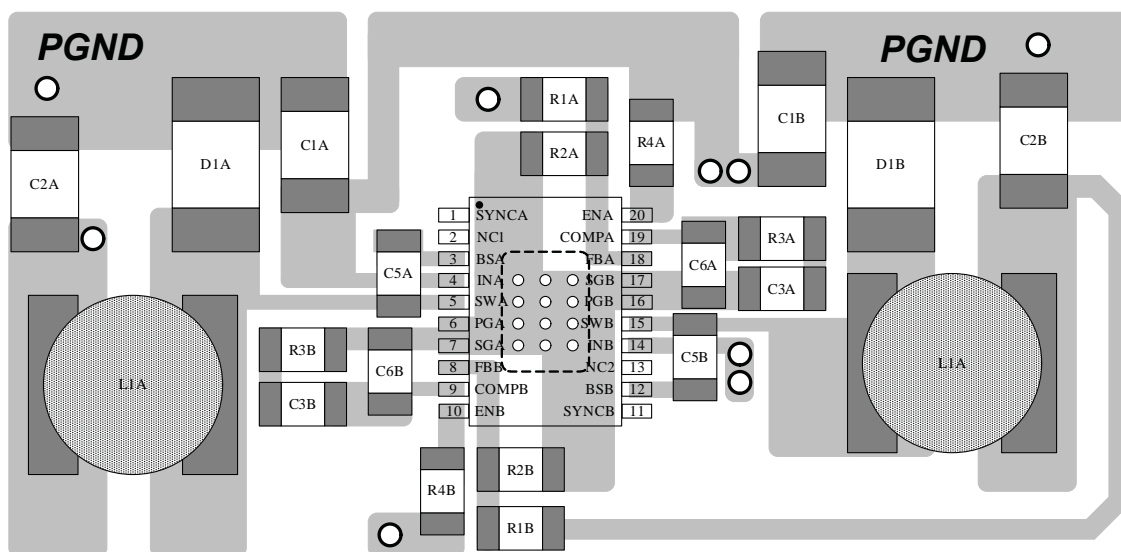 PGND
PGND
R1A
C1B
R2A
R4A
C1A
D1A
D1B
C2B
C2A
1 SYNCA ENA 20
2 NC1 COMPA 19
3 BSA FBA 18
4 INA SGB 17
5 SWA PGB 16
6 PGA SWB 15
7 SGA INB 14
8 FBB NC2 13
9 COMPB BSB 12
10 ENB SYNCB 11
R3A
C6A
C5A
C3A
R3B
C5B
C6B
L1A
L1A
C3B
R2B
R4B
R1B